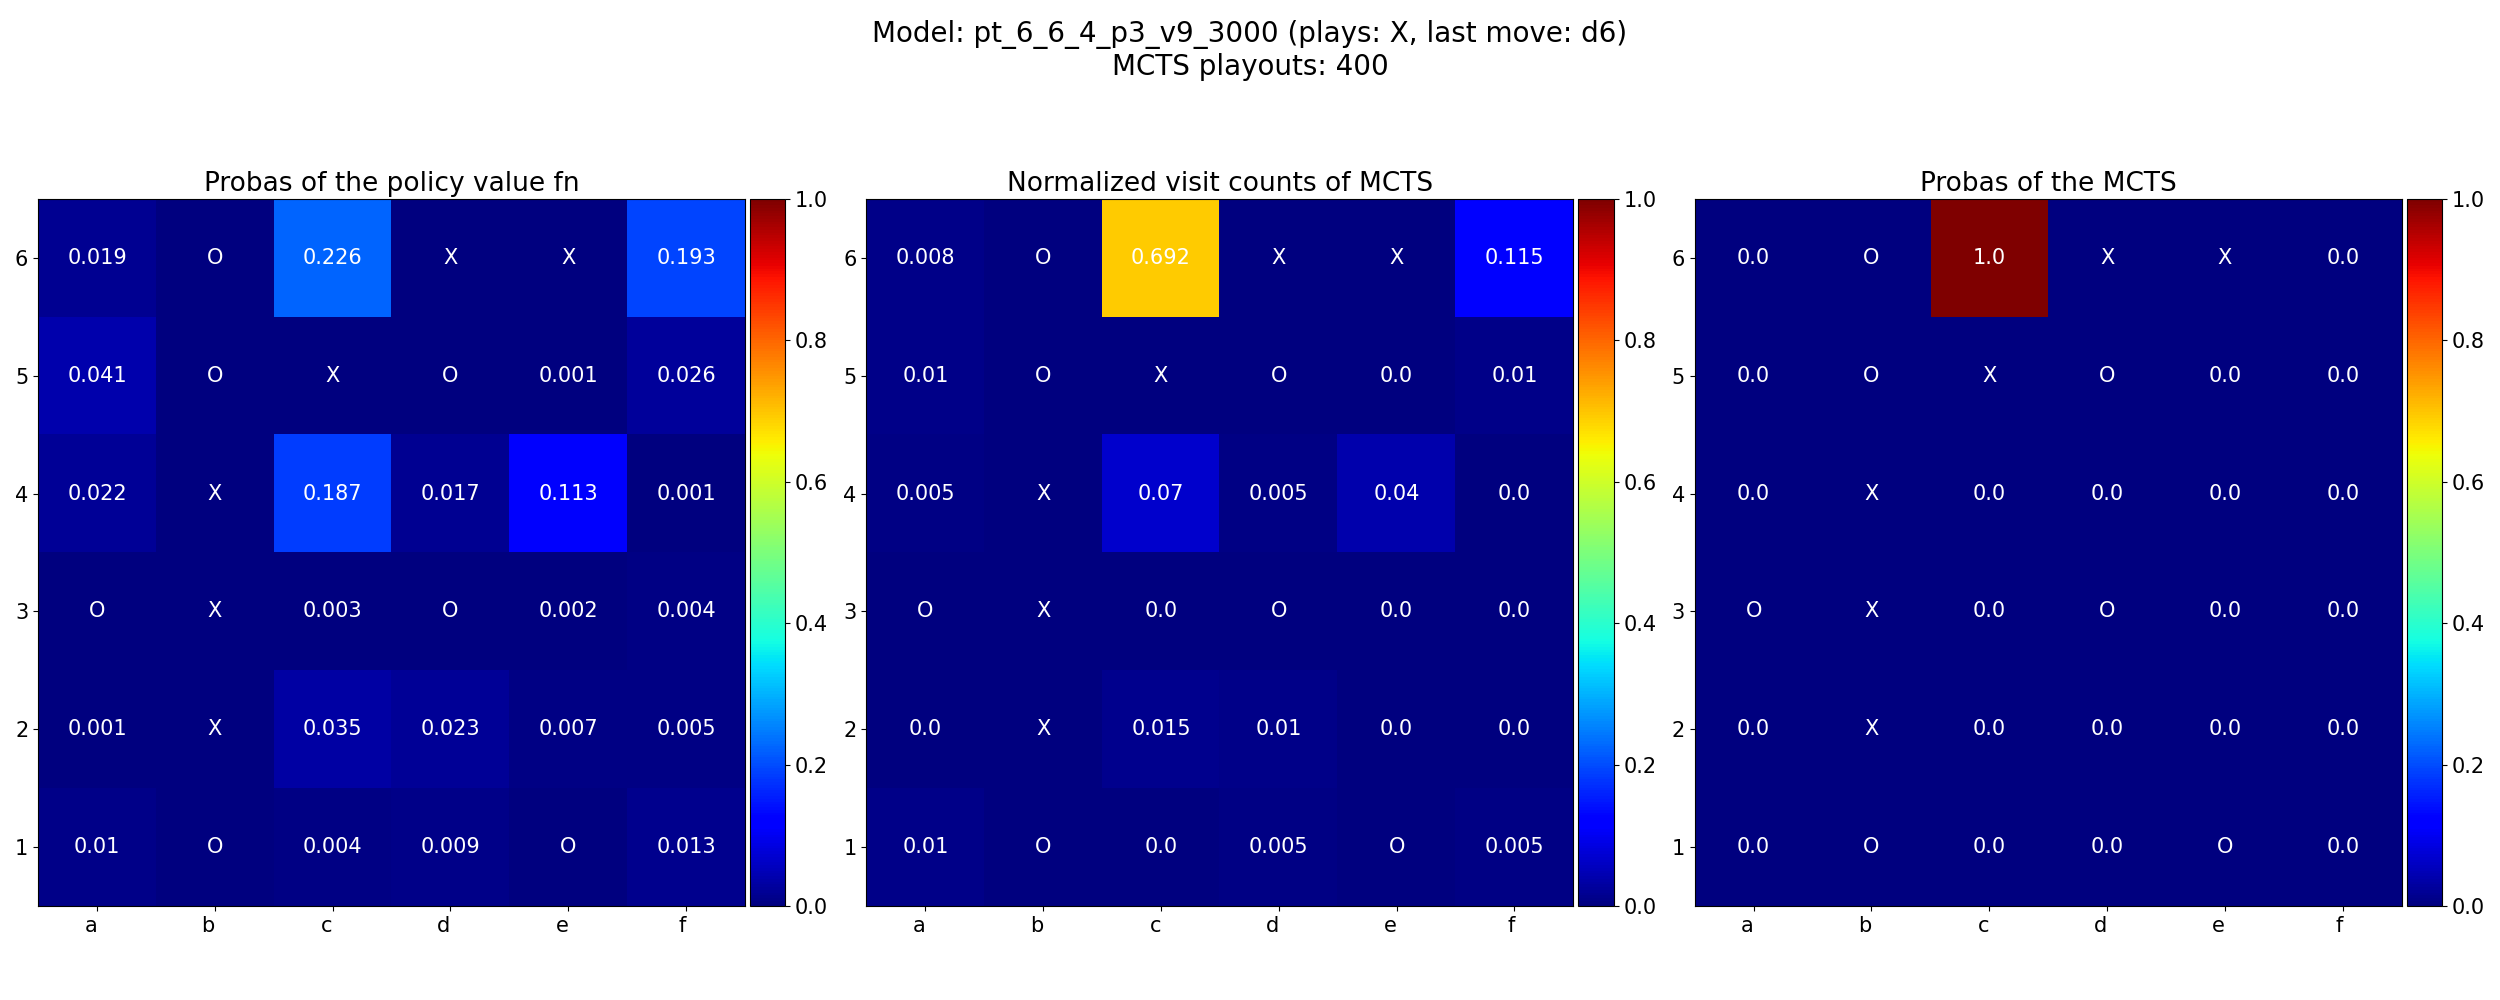 Model: pt_6_6_4_p3_v9_3000 (plays: X, last move: d6)
MCTS playouts: 400
Probas of the policy value fn
6 0.019 O 0.226 X X 0.193
5 0.041 O X O 0.001 0.026
4 0.022 X 0.187 0.017 0.113 0.001
3 O X 0.003 O 0.002 0.004
2 0.001 X 0.035 0.023 0.007 0.005
1 0.01 O 0.004 0.009 O 0.013
a b c d e f
1.0
0.8
0.6
0.4
0.2
0.0
Normalized visit counts of MCTS
6 0.008 O 0.692 X X 0.115
5 0.01 O X O 0.0 0.01
4 0.005 X 0.07 0.005 0.04 0.0
3 O X 0.0 O 0.0 0.0
2 0.0 X 0.015 0.01 0.0 0.0
1 0.01 O 0.0 0.005 O 0.005
a b c d e f
1.0
0.8
0.6
0.4
0.2
0.0
Probas of the MCTS
6 0.0 O 1.0 X X 0.0
5 0.0 O X O 0.0 0.0
4 0.0 X 0.0 0.0 0.0 0.0
3 O X 0.0 O 0.0 0.0
2 0.0 X 0.0 0.0 0.0 0.0
1 0.0 O 0.0 0.0 O 0.0
a b c d e f
1.0
0.8
0.6
0.4
0.2
0.0